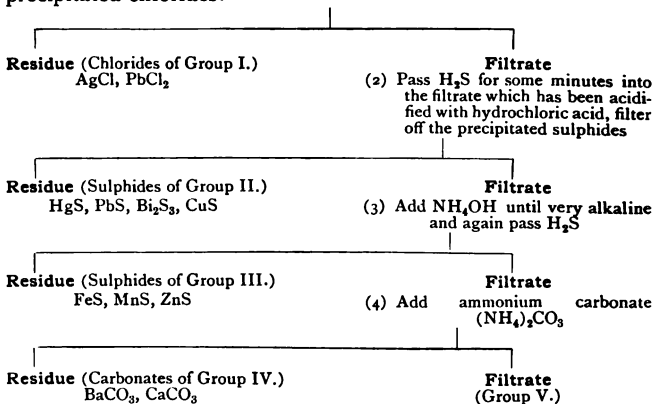 precipitated chlorides.
Residue (Chlorides of Group I.)
AgCl, PbCl₂
Filtrate
(2) Pass H₂S for some minutes into
the filtrate which has been acidi-
fied with hydrochloric acid, filter
off the precipitated sulphides
Residue (Sulphides of Group II.)
HgS, PbS, Bi₂S₃, CuS
Filtrate
(3) Add NH₄OH until very alkaline
and again pass H₂S
Residue (Sulphides of Group III.)
FeS, MnS, ZnS
Filtrate
(4) Add ammonium carbonate
(NH₄)₂CO₃
Residue (Carbonates of Group IV.)
BaCO₃, CaCO₃
Filtrate
(Group V.)